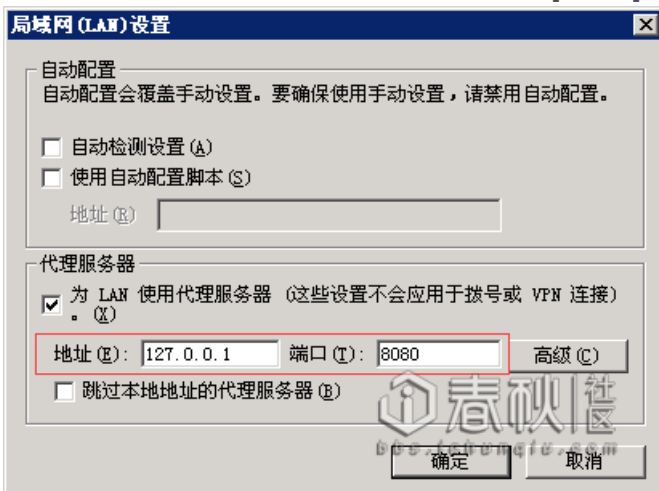 局域网(LAN)设置
自动配置
自动配置会覆盖手动设置。要确保使用手动设置，请禁用自动配置。
自动检测设置(A)
使用自动配置脚本(S)
地址(R)
代理服务器
为 LAN 使用代理服务器 (这些设置不会应用于拨号或 VPN 连接)
。(X)
地址(E): 127.0.0.1 端口(T): 8080 高级(C)
跳过本地地址的代理服务器(B)
春秋社区
确定 取消